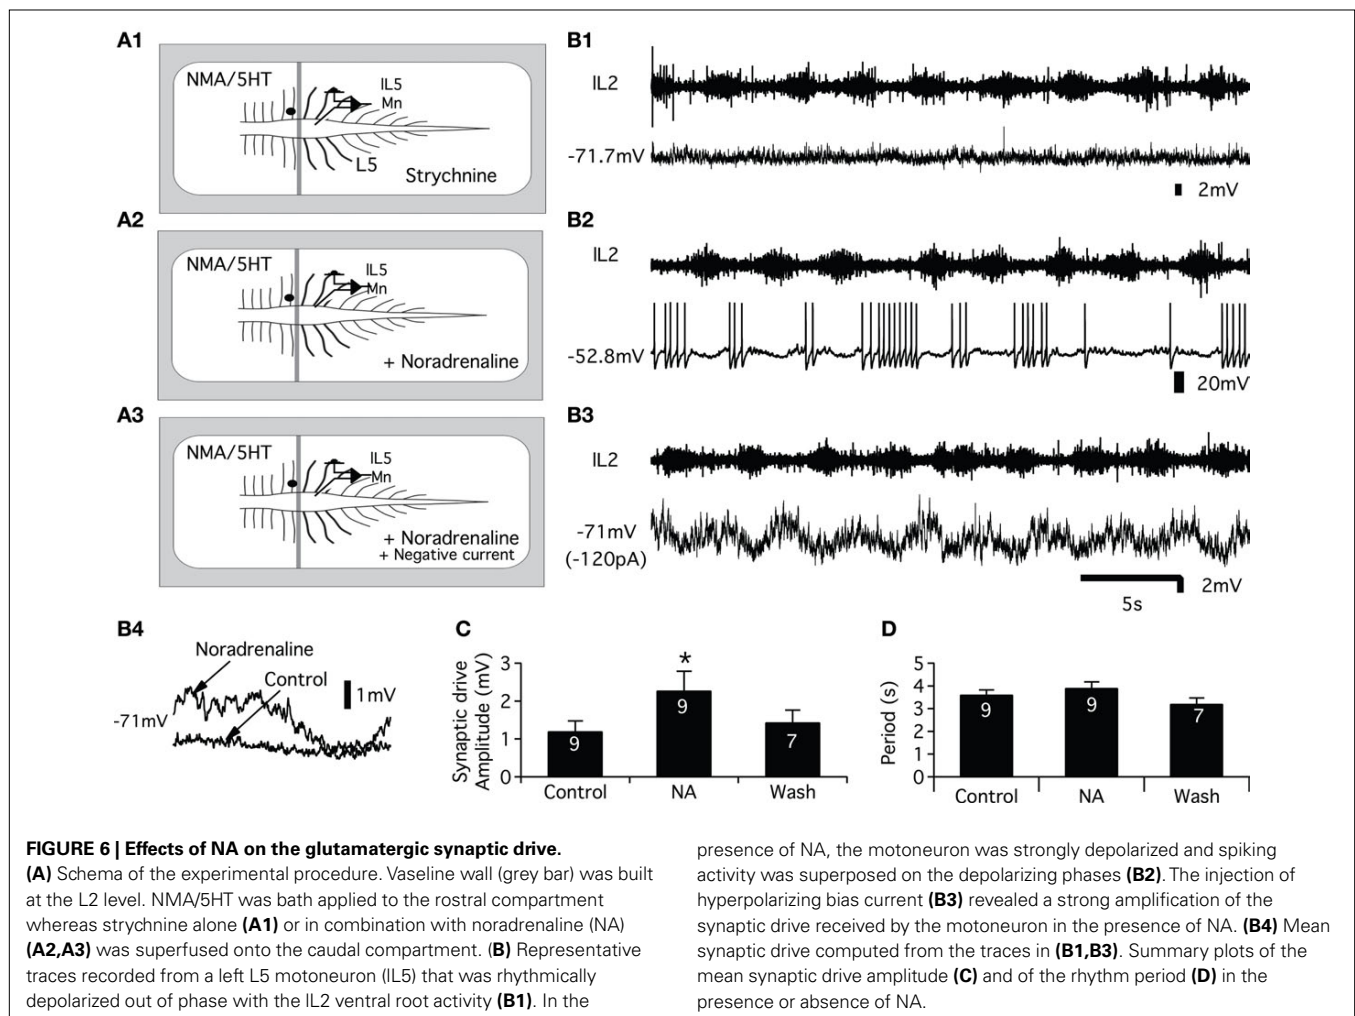 A1
NMA/5HT
IL5
Mn
L5
Strychnine
B1
IL2
-71.7mV
2mV
A2
NMA/5HT
IL5
Mn
+ Noradrenaline
B2
IL2
-52.8mV
20mV
A3
NMA/5HT
IL5
Mn
+ Noradrenaline
+ Negative current
B3
IL2
-71mV
(-120pA)
2mV
5s
B4
Noradrenaline
Control
1mV
-71mV
C
Synaptic drive
Amplitude (mV)
3
2
1
0
*
9
9
7
Control NA Wash
D
Period (s)
5
4
3
2
1
0
9
9
7
Control NA Wash
FIGURE 6 | Effects of NA on the glutamatergic synaptic drive.
(A) Schema of the experimental procedure. Vaseline wall (grey bar) was built
at the L2 level. NMA/5HT was bath applied to the rostral compartment
whereas strychnine alone (A1) or in combination with noradrenaline (NA)
(A2,A3) was superfused onto the caudal compartment. (B) Representative
traces recorded from a left L5 motoneuron (lL5) that was rhythmically
depolarized out of phase with the lL2 ventral root activity (B1). In the
presence of NA, the motoneuron was strongly depolarized and spiking
activity was superposed on the depolarizing phases (B2). The injection of
hyperpolarizing bias current (B3) revealed a strong amplification of the
synaptic drive received by the motoneuron in the presence of NA. (B4) Mean
synaptic drive computed from the traces in (B1,B3). Summary plots of the
mean synaptic drive amplitude (C) and of the rhythm period (D) in the
presence or absence of NA.